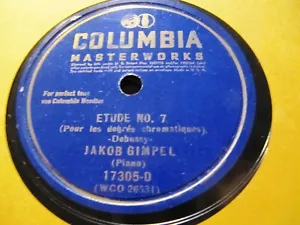 COLUMBIA
MASTERWORKS
For perfect tone
use Columbia Needles
ETUDE NO. 7
(Pour les degrés chromatiques)
-Debussy-
JAKOB GIMPEL
(Piano)
17305-D
(WCO 26531)